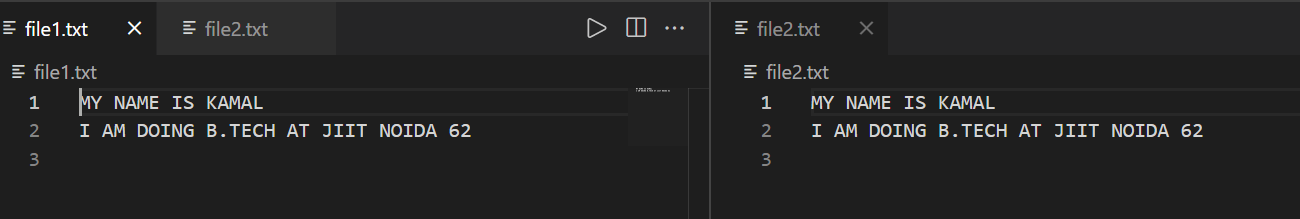 file1.txt file2.txt
file1.txt
1 MY NAME IS KAMAL
2 I AM DOING B.TECH AT JIIT NOIDA 62
3
file2.txt
file2.txt
1 MY NAME IS KAMAL
2 I AM DOING B.TECH AT JIIT NOIDA 62
3